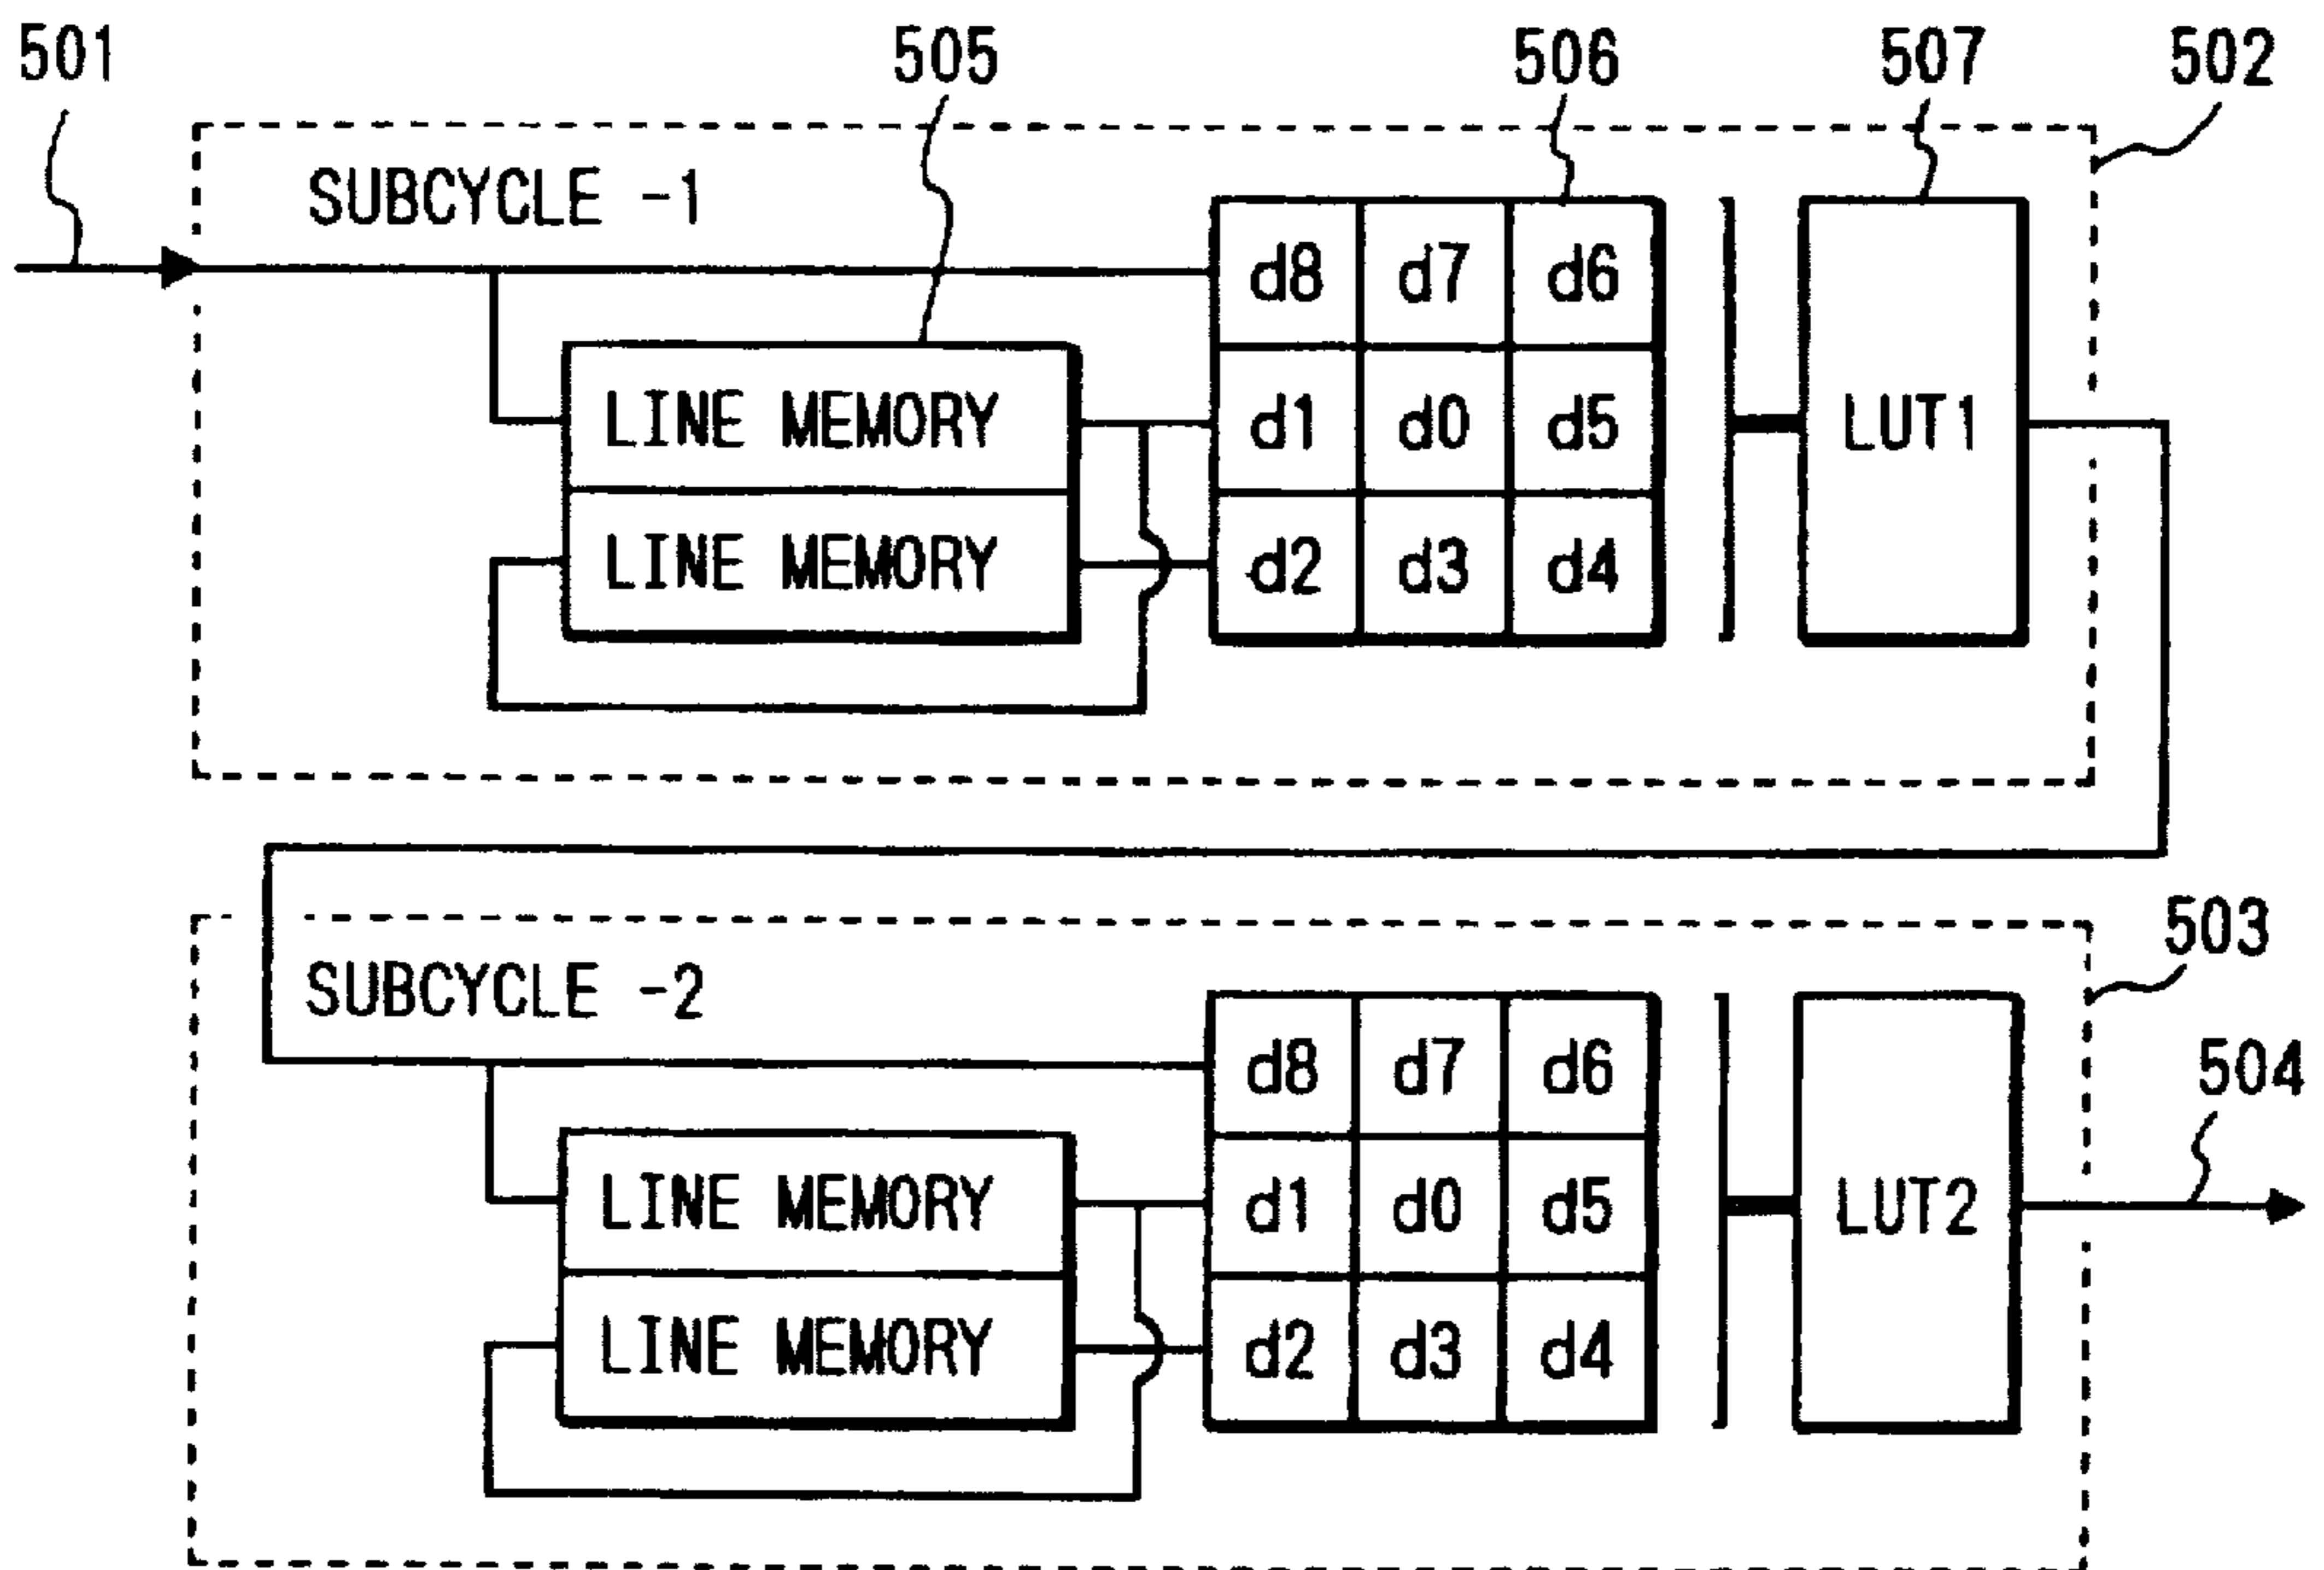 501 505 506 507 502
SUBCYCLE -1
d8 d7 d6
LINE MEMORY d1 d0 d5 LUT1
LINE MEMORY d2 d3 d4
503
SUBCYCLE -2
d8 d7 d6 504
LINE MEMORY d1 d0 d5 LUT2
LINE MEMORY d2 d3 d4